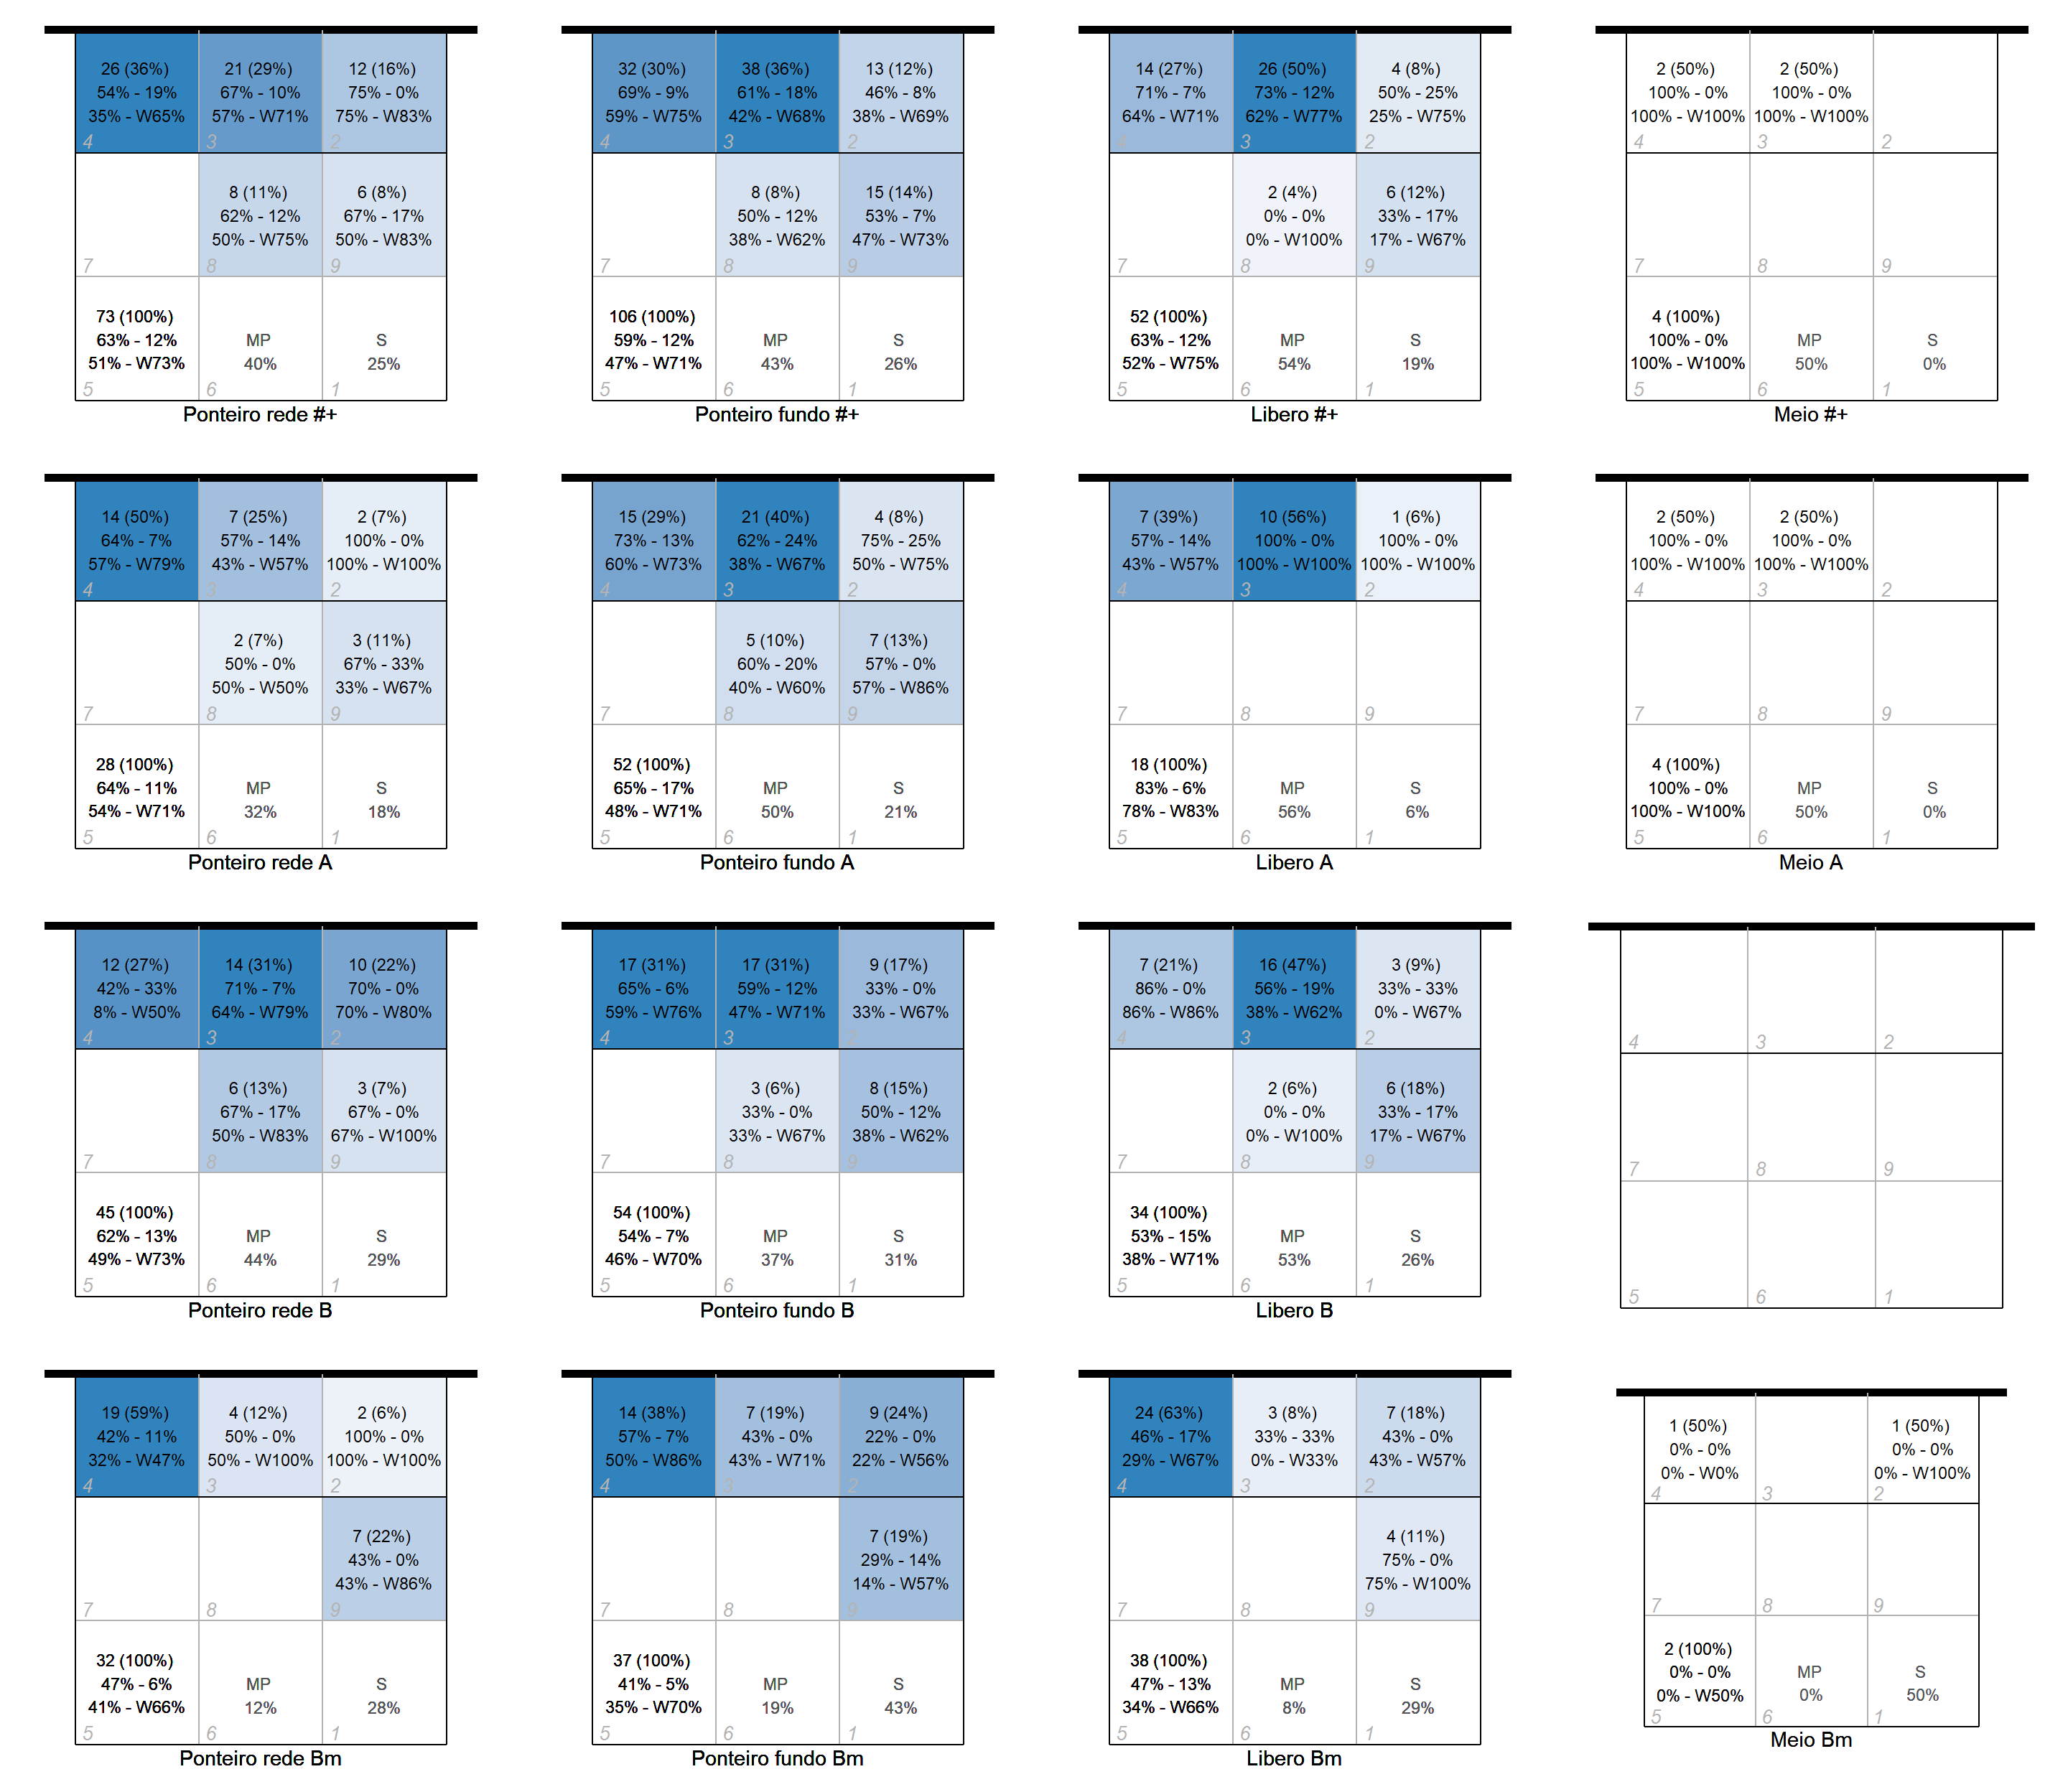 26 (36%)
54% - 19%
35% - W65%
4
21 (29%)
67% - 10%
57% - W71%
3
12 (16%)
75% - 0%
75% - W83%
2
7
8 (11%)
62% - 12%
50% - W75%
8
6 (8%)
67% - 17%
50% - W83%
9
73 (100%)
63% - 12%
51% - W73%
5
MP
40%
6
S
25%
1
Ponteiro rede #+
32 (30%)
69% - 9%
59% - W75%
4
38 (36%)
61% - 18%
42% - W68%
3
13 (12%)
46% - 8%
38% - W69%
2
7
8 (8%)
50% - 12%
38% - W62%
8
15 (14%)
53% - 7%
47% - W73%
9
106 (100%)
59% - 12%
47% - W71%
5
MP
43%
6
S
26%
1
Ponteiro fundo #+
14 (27%)
71% - 7%
64% - W71%
4
26 (50%)
73% - 12%
62% - W77%
3
4 (8%)
50% - 25%
25% - W75%
2
7
2 (4%)
0% - 0%
0% - W100%
8
6 (12%)
33% - 17%
17% - W67%
9
52 (100%)
63% - 12%
52% - W75%
5
MP
54%
6
S
19%
1
Libero #+
2 (50%)
100% - 0%
100% - W100%
4
2 (50%)
100% - 0%
100% - W100%
3
2
7
8
9
4 (100%)
100% - 0%
100% - W100%
5
MP
50%
6
S
0%
1
Meio #+
14 (50%)
64% - 7%
57% - W79%
4
7 (25%)
57% - 14%
43% - W57%
3
2 (7%)
100% - 0%
100% - W100%
2
7
2 (7%)
50% - 0%
50% - W50%
8
3 (11%)
67% - 33%
33% - W67%
9
28 (100%)
64% - 11%
54% - W71%
5
MP
32%
6
S
18%
1
Ponteiro rede A
15 (29%)
73% - 13%
60% - W73%
4
21 (40%)
62% - 24%
38% - W67%
3
4 (8%)
75% - 25%
50% - W75%
2
7
5 (10%)
60% - 20%
40% - W60%
8
7 (13%)
57% - 0%
57% - W86%
9
52 (100%)
65% - 17%
48% - W71%
5
MP
50%
6
S
21%
1
Ponteiro fundo A
7 (39%)
57% - 14%
43% - W57%
4
10 (56%)
100% - 0%
100% - W100%
3
1 (6%)
100% - 0%
100% - W100%
2
7
8
9
18 (100%)
83% - 6%
78% - W83%
5
MP
56%
6
S
6%
1
Libero A
2 (50%)
100% - 0%
100% - W100%
4
2 (50%)
100% - 0%
100% - W100%
3
2
7
8
9
4 (100%)
100% - 0%
100% - W100%
5
MP
50%
6
S
0%
1
Meio A
12 (27%)
42% - 33%
8% - W50%
4
14 (31%)
71% - 7%
64% - W79%
3
10 (22%)
70% - 0%
70% - W80%
2
7
6 (13%)
67% - 17%
50% - W83%
8
3 (7%)
67% - 0%
67% - W100%
9
45 (100%)
62% - 13%
49% - W73%
5
MP
44%
6
S
29%
1
Ponteiro rede B
17 (31%)
65% - 6%
59% - W76%
4
17 (31%)
59% - 12%
47% - W71%
3
9 (17%)
33% - 0%
33% - W67%
2
7
3 (6%)
33% - 0%
33% - W67%
8
8 (15%)
50% - 12%
38% - W62%
9
54 (100%)
54% - 7%
46% - W70%
5
MP
37%
6
S
31%
1
Ponteiro fundo B
7 (21%)
86% - 0%
86% - W86%
4
16 (47%)
56% - 19%
38% - W62%
3
3 (9%)
33% - 33%
0% - W67%
2
7
2 (6%)
0% - 0%
0% - W100%
8
6 (18%)
33% - 17%
17% - W67%
9
34 (100%)
53% - 15%
38% - W71%
5
MP
53%
6
S
26%
1
Libero B
4
3
2
7
8
9
5
6
1
19 (59%)
42% - 11%
32% - W47%
4
4 (12%)
50% - 0%
50% - W100%
3
2 (6%)
100% - 0%
100% - W100%
2
7
8
7 (22%)
43% - 0%
43% - W86%
9
32 (100%)
47% - 6%
41% - W66%
5
MP
12%
6
S
28%
1
Ponteiro rede Bm
14 (38%)
57% - 7%
50% - W86%
4
7 (19%)
43% - 0%
43% - W71%
3
9 (24%)
22% - 0%
22% - W56%
2
7
8
7 (19%)
29% - 14%
14% - W57%
9
37 (100%)
41% - 5%
35% - W70%
5
MP
19%
6
S
43%
1
Ponteiro fundo Bm
24 (63%)
46% - 17%
29% - W67%
4
3 (8%)
33% - 33%
0% - W33%
3
7 (18%)
43% - 0%
43% - W57%
2
7
8
4 (11%)
75% - 0%
75% - W100%
9
38 (100%)
47% - 13%
34% - W66%
5
MP
8%
6
S
29%
1
Libero Bm
1 (50%)
0% - 0%
0% - W0%
4
3
1 (50%)
0% - 0%
0% - W100%
2
7
8
9
2 (100%)
0% - 0%
0% - W50%
5
MP
0%
6
S
50%
1
Meio Bm